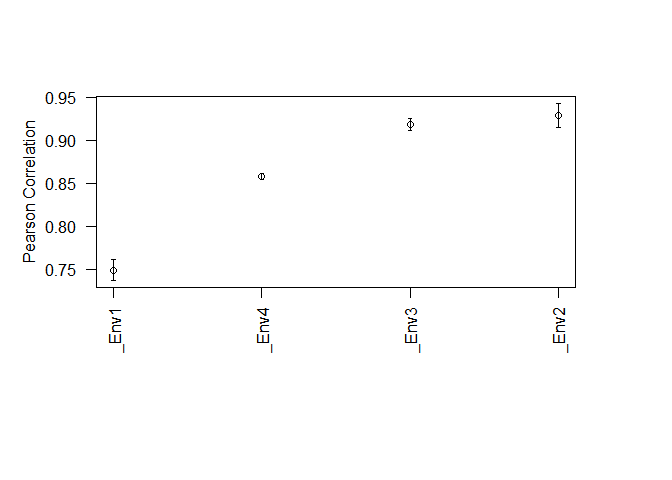 Pearson Correlation
0.95
0.90
0.85
0.80
0.75
_Env1
_Env4
_Env3
_Env2